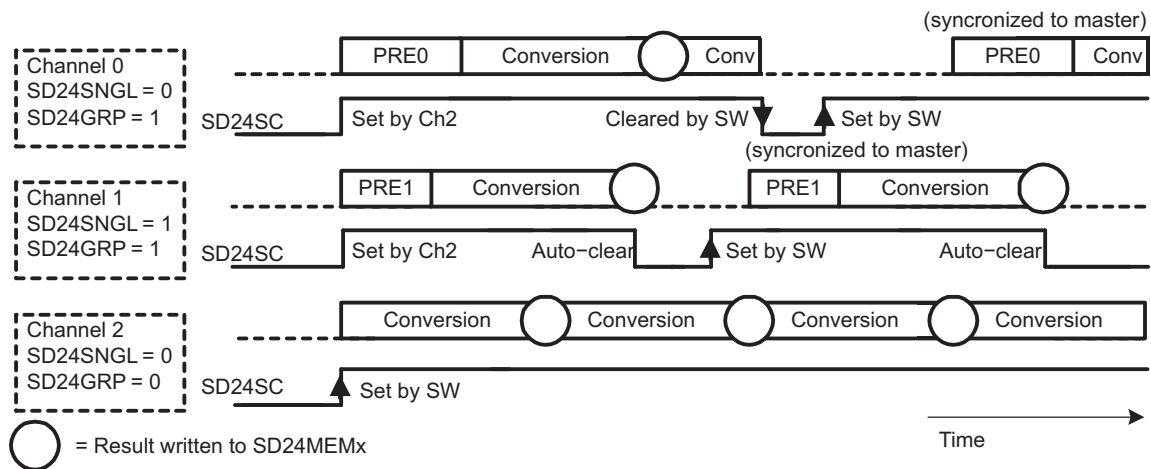 (syncronized to master)
Channel 0
SD24SNGL = 0
SD24GRP = 1
PRE0 Conversion Conv PRE0 Conv
SD24SC Set by Ch2 Cleared by SW Set by SW
(syncronized to master)
Channel 1
SD24SNGL = 1
SD24GRP = 1
PRE1 Conversion PRE1 Conversion
SD24SC Set by Ch2 Auto−clear Set by SW Auto−clear
Channel 2
SD24SNGL = 0
SD24GRP = 0
Conversion Conversion Conversion Conversion
SD24SC Set by SW
= Result written to SD24MEMx
Time